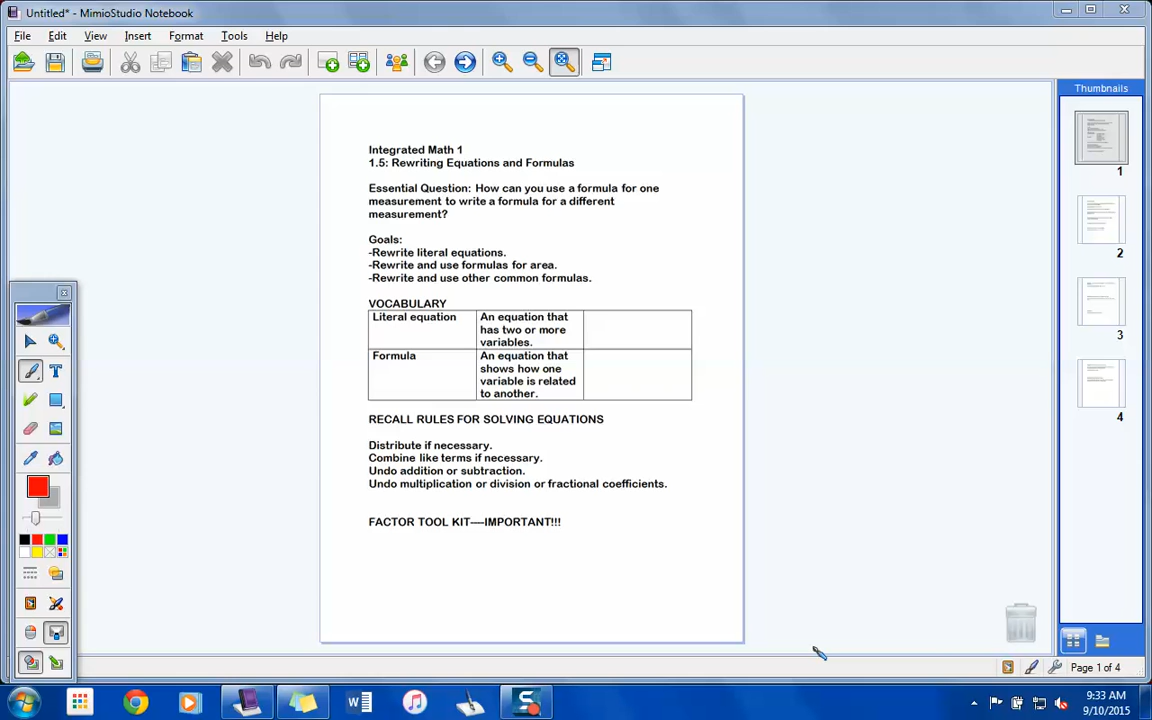 Untitled* - MimioStudio Notebook
File Edit View Insert Format Tools Help
Thumbnails
Integrated Math 1
1.5: Rewriting Equations and Formulas
Essential Question: How can you use a formula for one
measurement to write a formula for a different
measurement?
Goals:
-Rewrite literal equations.
-Rewrite and use formulas for area.
-Rewrite and use other common formulas.
VOCABULARY
Literal equation
An equation that
has two or more
variables.
Formula
An equation that
shows how one
variable is related
to another.
RECALL RULES FOR SOLVING EQUATIONS
Distribute if necessary.
Combine like terms if necessary.
Undo addition or subtraction.
Undo multiplication or division or fractional coefficients.
FACTOR TOOL KIT----IMPORTANT!!!
1
2
3
4
T
Page 1 of 4
W
S
9:33 AM
9/10/2015